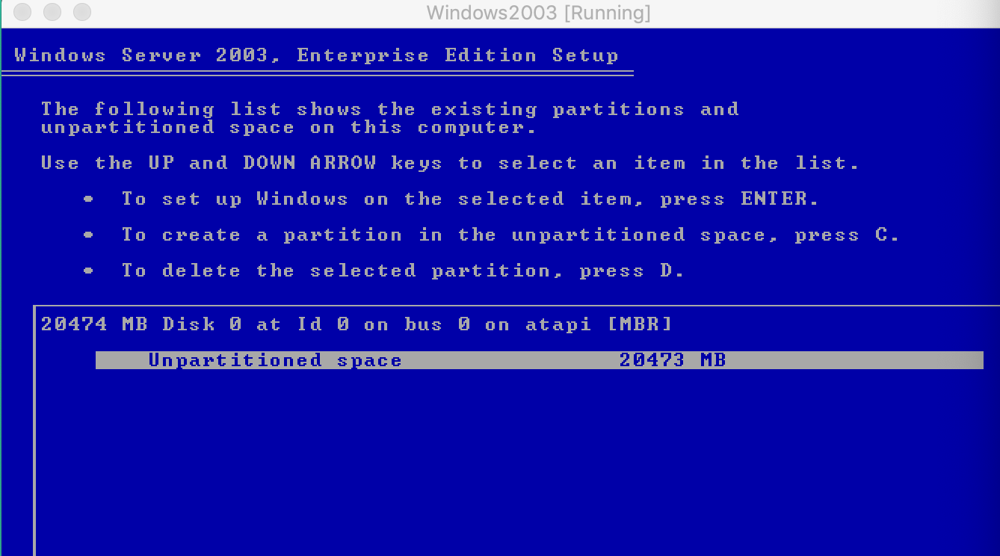 Windows2003 [Running]
Windows Server 2003, Enterprise Edition Setup
The following list shows the existing partitions and
unpartitioned space on this computer.
Use the UP and DOWN ARROW keys to select an item in the list.
• To set up Windows on the selected item, press ENTER.
• To create a partition in the unpartitioned space, press C.
• To delete the selected partition, press D.
20474 MB Disk 0 at Id 0 on bus 0 on atapi [MBR]
Unpartitioned space 20473 MB